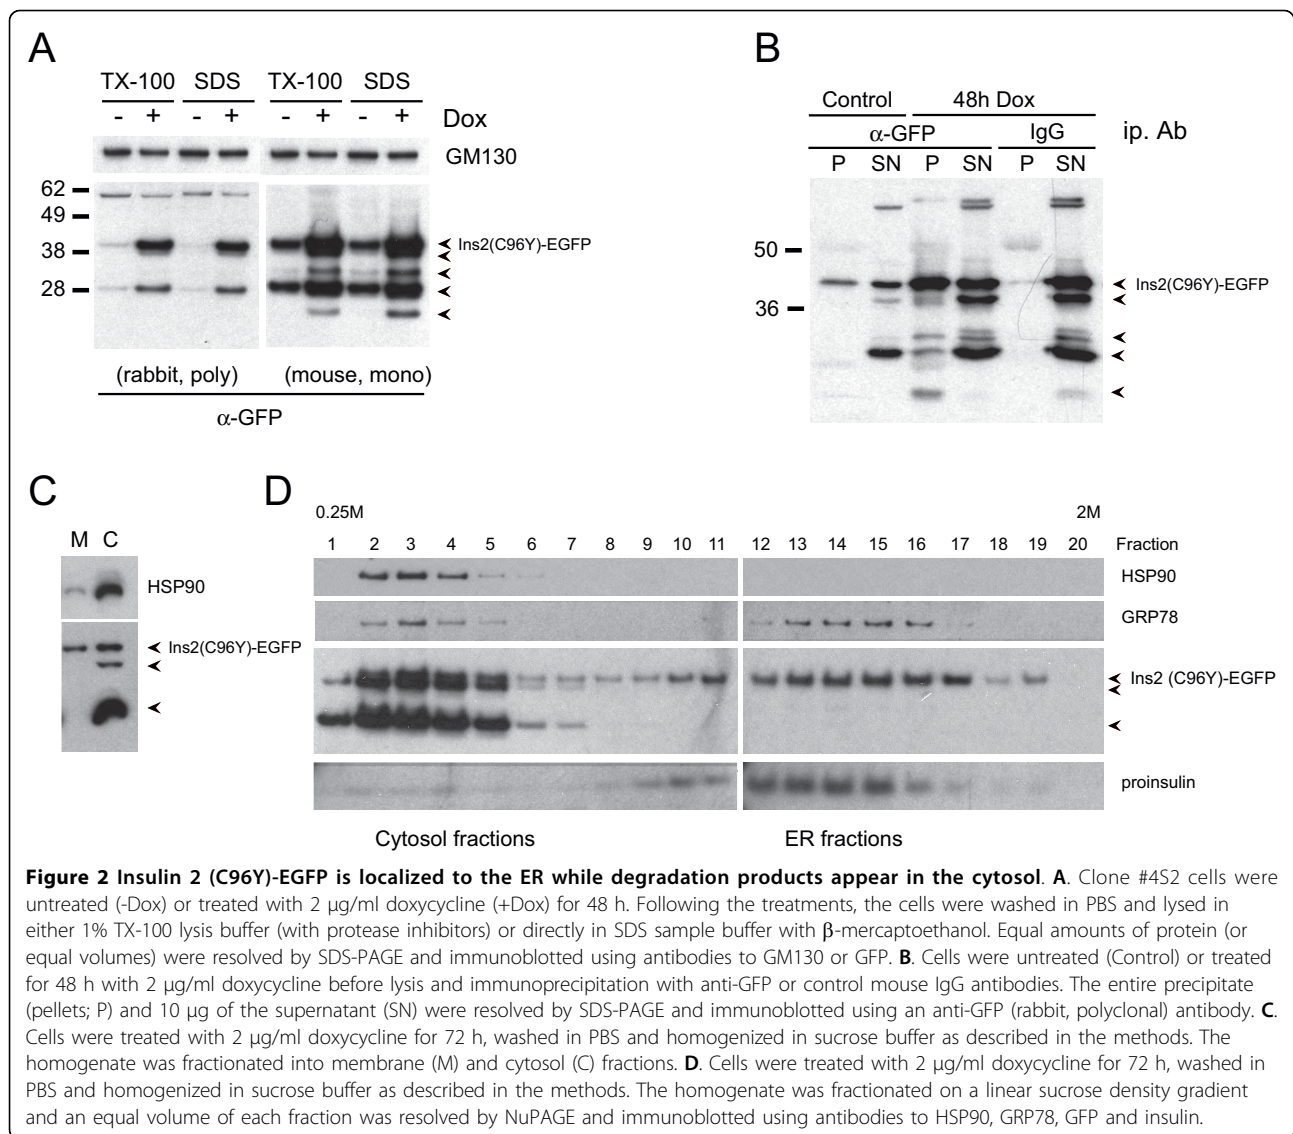 A
TX-100 SDS TX-100 SDS
- + - + - + - + Dox
GM130
62
49
38
28
Ins2(C96Y)-EGFP
(rabbit, poly) (mouse, mono)
α-GFP
B
Control 48h Dox
α-GFP IgG ip. Ab
P SN P SN P SN
50
36
Ins2(C96Y)-EGFP
C
M C
HSP90
Ins2(C96Y)-EGFP
D
0.25M 2M
1 2 3 4 5 6 7 8 9 10 11 12 13 14 15 16 17 18 19 20 Fraction
HSP90
GRP78
Ins2 (C96Y)-EGFP
proinsulin
Cytosol fractions ER fractions
Figure 2 Insulin 2 (C96Y)-EGFP is localized to the ER while degradation products appear in the cytosol. A. Clone #4S2 cells were
untreated (-Dox) or treated with 2 μg/ml doxycycline (+Dox) for 48 h. Following the treatments, the cells were washed in PBS and lysed in
either 1% TX-100 lysis buffer (with protease inhibitors) or directly in SDS sample buffer with β-mercaptoethanol. Equal amounts of protein (or
equal volumes) were resolved by SDS-PAGE and immunoblotted using antibodies to GM130 or GFP. B. Cells were untreated (Control) or treated
for 48 h with 2 μg/ml doxycycline before lysis and immunoprecipitation with anti-GFP or control mouse IgG antibodies. The entire precipitate
(pellets; P) and 10 μg of the supernatant (SN) were resolved by SDS-PAGE and immunoblotted using an anti-GFP (rabbit, polyclonal) antibody. C.
Cells were treated with 2 μg/ml doxycycline for 72 h, washed in PBS and homogenized in sucrose buffer as described in the methods. The
homogenate was fractionated into membrane (M) and cytosol (C) fractions. D. Cells were treated with 2 μg/ml doxycycline for 72 h, washed in
PBS and homogenized in sucrose buffer as described in the methods. The homogenate was fractionated on a linear sucrose density gradient
and an equal volume of each fraction was resolved by NuPAGE and immunoblotted using antibodies to HSP90, GRP78, GFP and insulin.